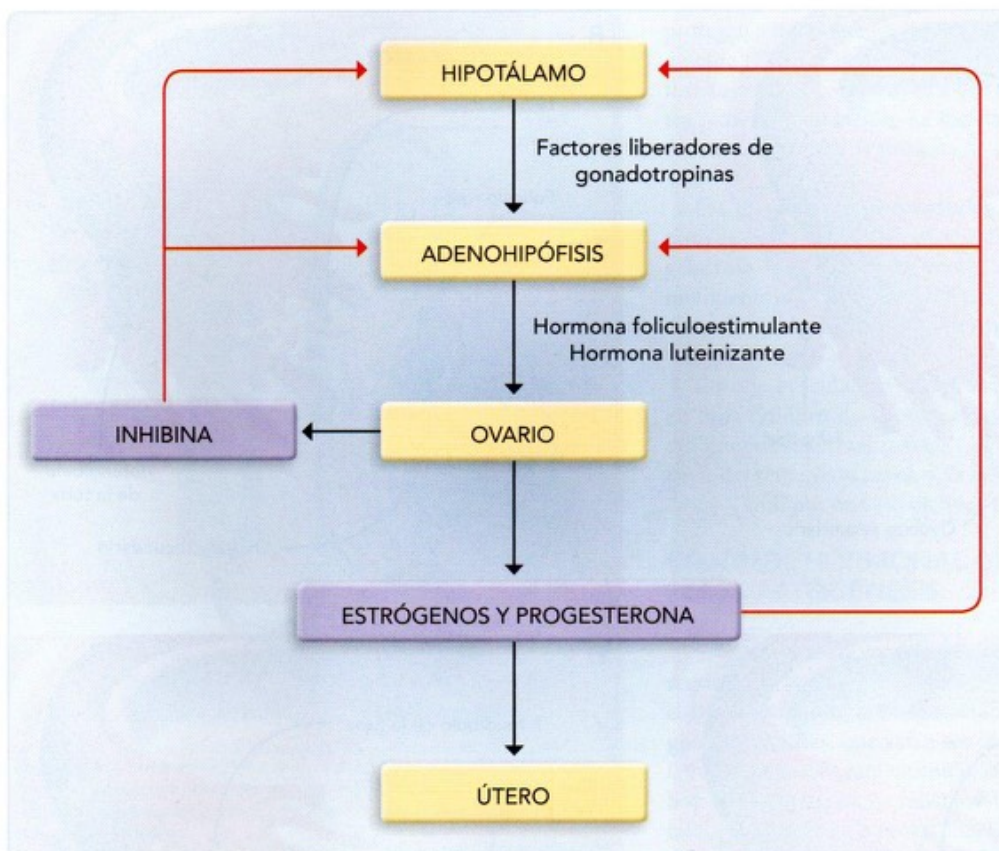 HIPOTÁLAMO
Factores liberadores de
gonadotropinas
ADENOHIPÓFISIS
Hormona foliculoestimulante
Hormona luteinizante
INHIBINA
OVARIO
ESTRÓGENOS Y PROGESTERONA
ÚTERO